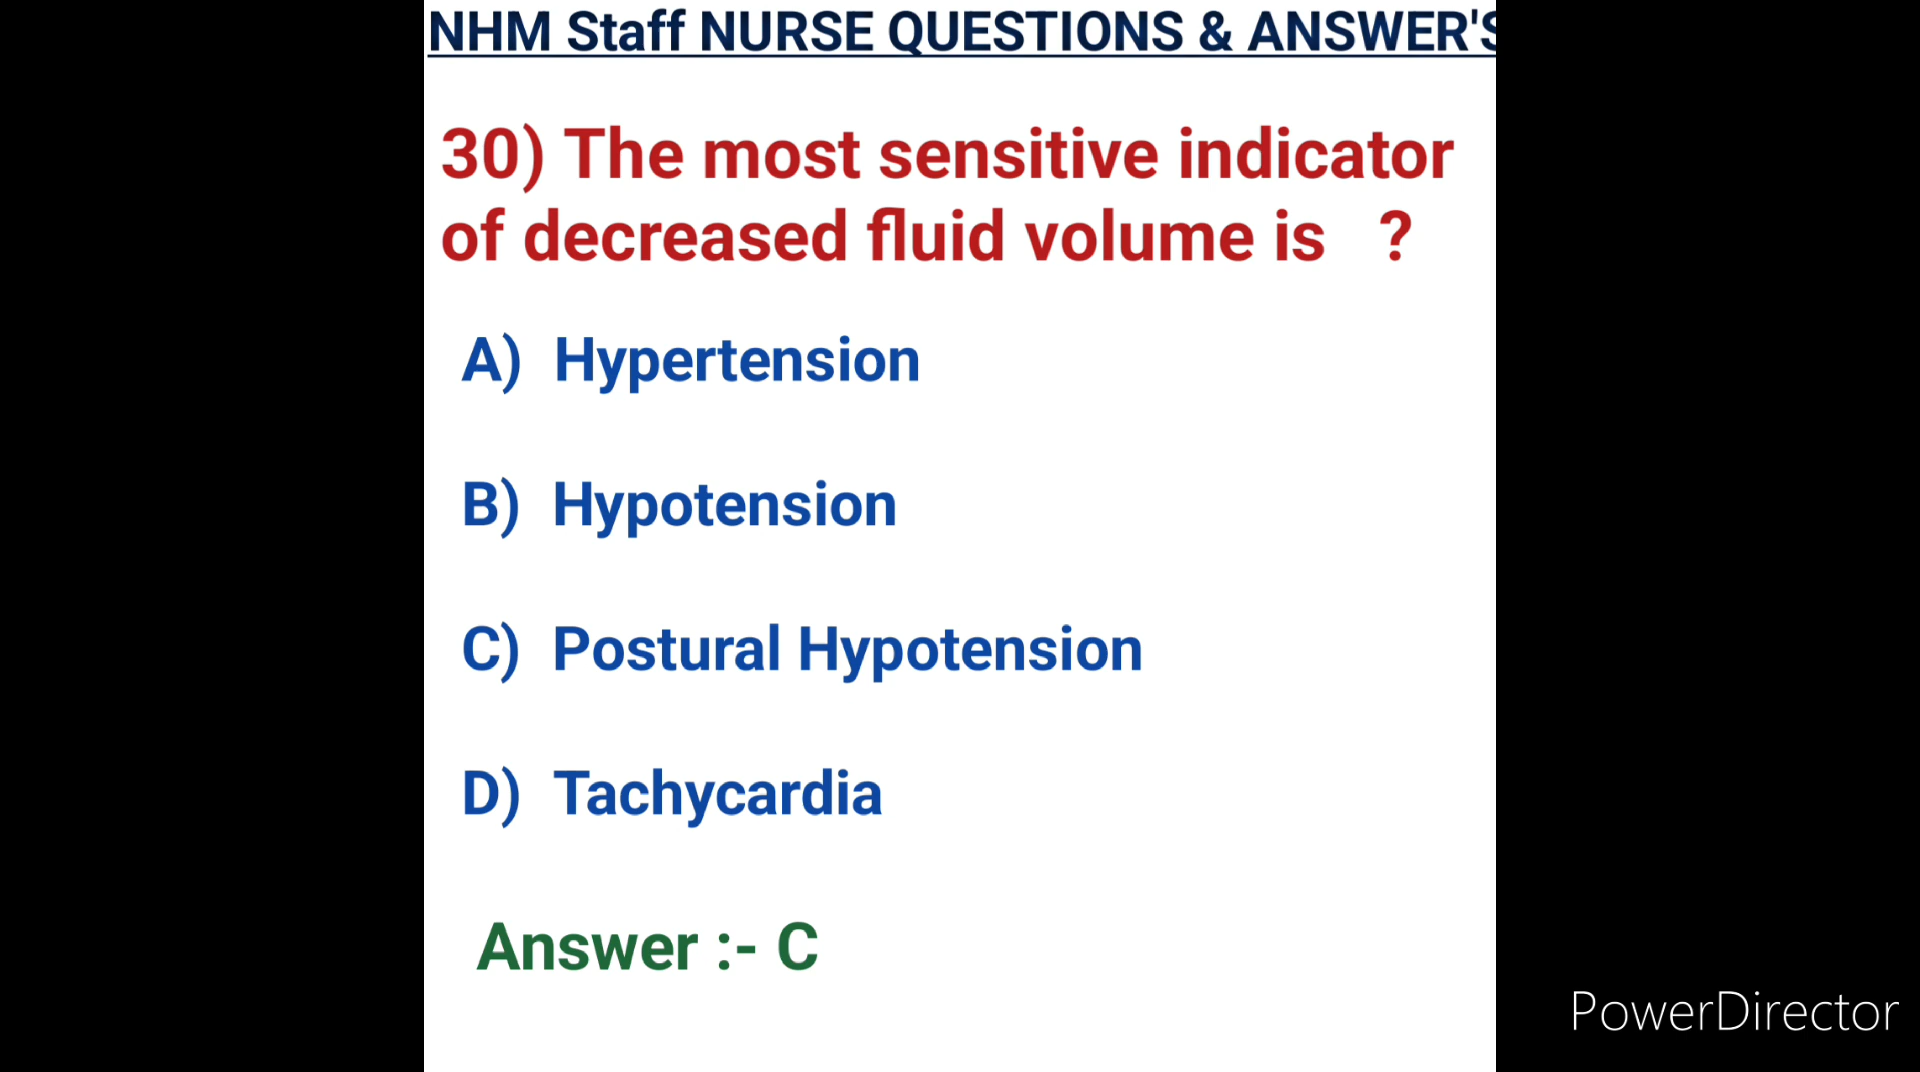 NHM Staff NURSE QUESTIONS & ANSWER'S
30) The most sensitive indicator
of decreased fluid volume is ?
A) Hypertension
B) Hypotension
C) Postural Hypotension
D) Tachycardia
Answer :- C
PowerDirector